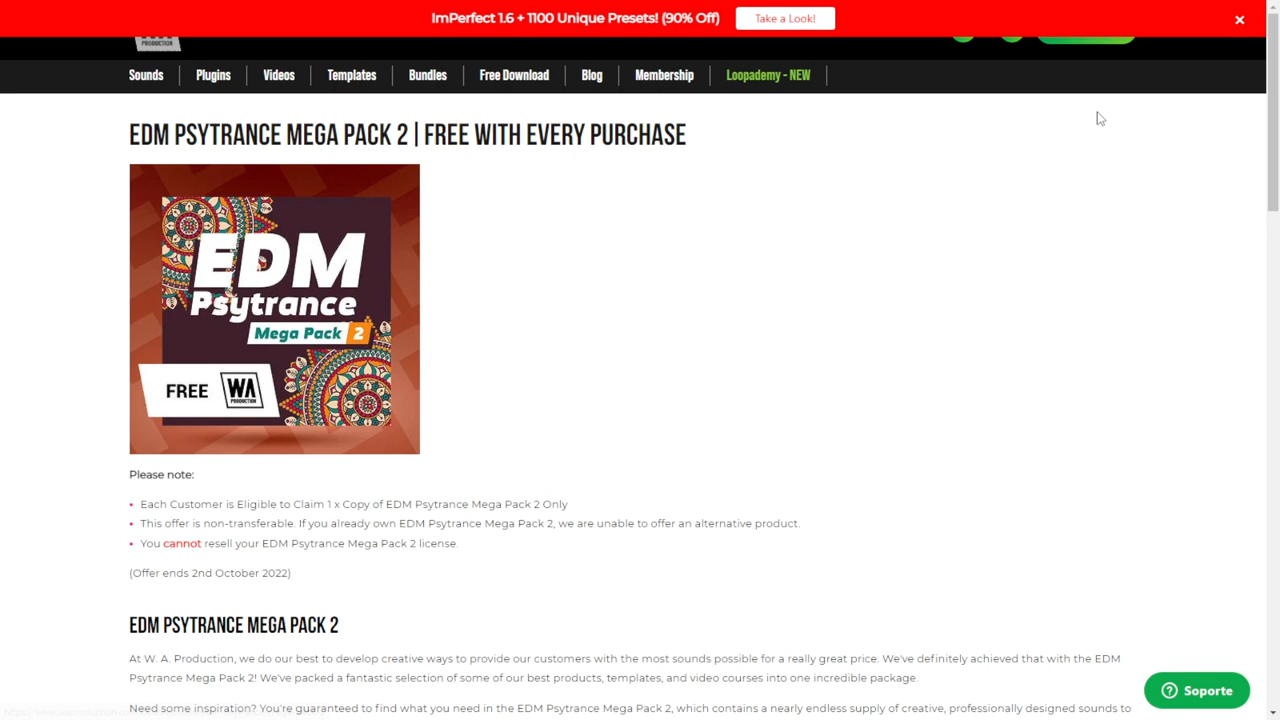 ImPerfect 1.6 + 1100 Unique Presets! (90% Off)
Take a Look!
PRODUCTION
Sounds
Plugins
Videos
Templates
Bundles
Free Download
Blog
Membership
Loopademy - NEW
EDM PSYTRANCE MEGA PACK 2 | FREE WITH EVERY PURCHASE
EDM
Psytrance
Mega Pack 2
FREE
WA
PRODUCTION
Please note:
Each Customer is Eligible to Claim 1 x Copy of EDM Psytrance Mega Pack 2 Only
This offer is non-transferable. If you already own EDM Psytrance Mega Pack 2, we are unable to offer an alternative product.
You cannot resell your EDM Psytrance Mega Pack 2 license.
(Offer ends 2nd October 2022)
EDM PSYTRANCE MEGA PACK 2
At W. A. Production, we do our best to develop creative ways to provide our customers with the most sounds possible for a really great price. We've definitely achieved that with the EDM
Psytrance Mega Pack 2! We've packed a fantastic selection of some of our best products, templates, and video courses into one incredible package.
Need some inspiration? You're guaranteed to find what you need in the EDM Psytrance Mega Pack 2, which contains a nearly endless supply of creative, professionally designed sounds to
Soporte